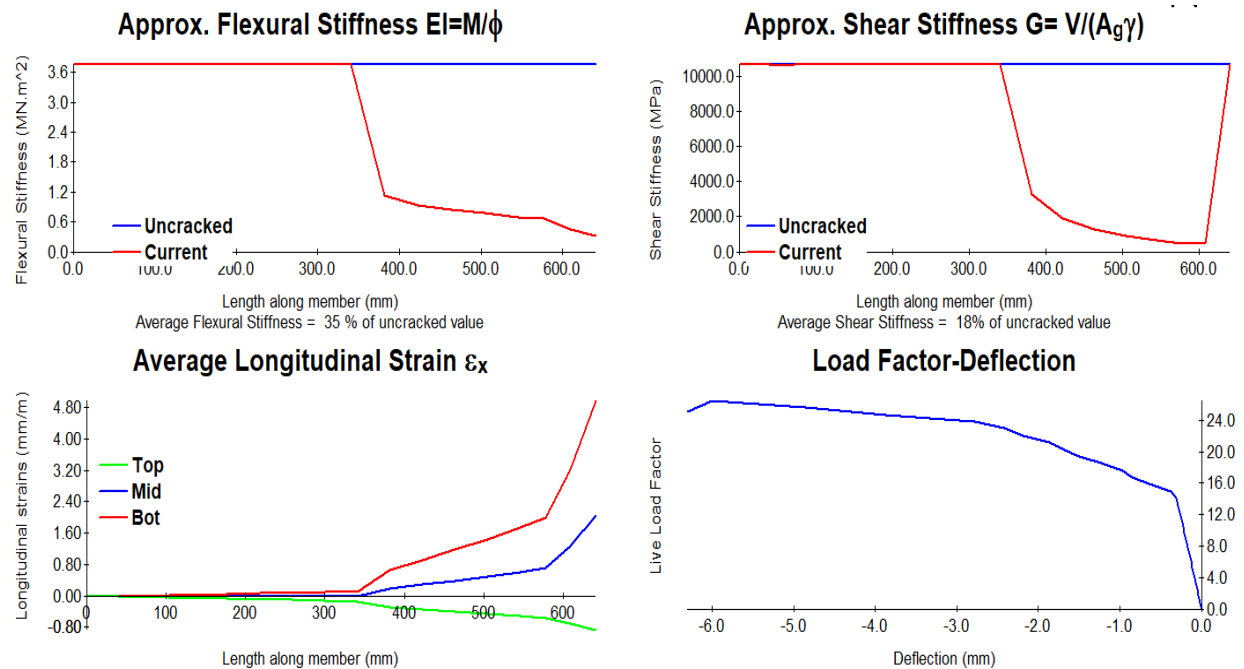 Approx. Flexural Stiffness EI=M/ϕ
Flexural Stiffness (MN.m^2)
3.6
3.0
2.4
1.8
1.2
0.6
0.0
Uncracked
Current
0.0 100.0 200.0 300.0 400.0 500.0 600.0
Length along member (mm)
Average Flexural Stiffness = 35 % of uncracked value
Approx. Shear Stiffness G= V/(Agγ)
Shear Stiffness (MPa)
10000.0
8000.0
6000.0
4000.0
2000.0
0.0
Uncracked
Current
0.0 100.0 200.0 300.0 400.0 500.0 600.0
Length along member (mm)
Average Shear Stiffness = 18% of uncracked value
Average Longitudinal Strain εx
Longitudinal strains (mm/m)
4.80
4.00
3.20
2.40
1.60
0.80
0.00
-0.80
Top
Mid
Bot
0 100 200 300 400 500 600
Length along member (mm)
Load Factor-Deflection
Live Load Factor
24.0
20.0
16.0
12.0
8.0
4.0
0.0
-6.0 -5.0 -4.0 -3.0 -2.0 -1.0 0.0
Deflection (mm)